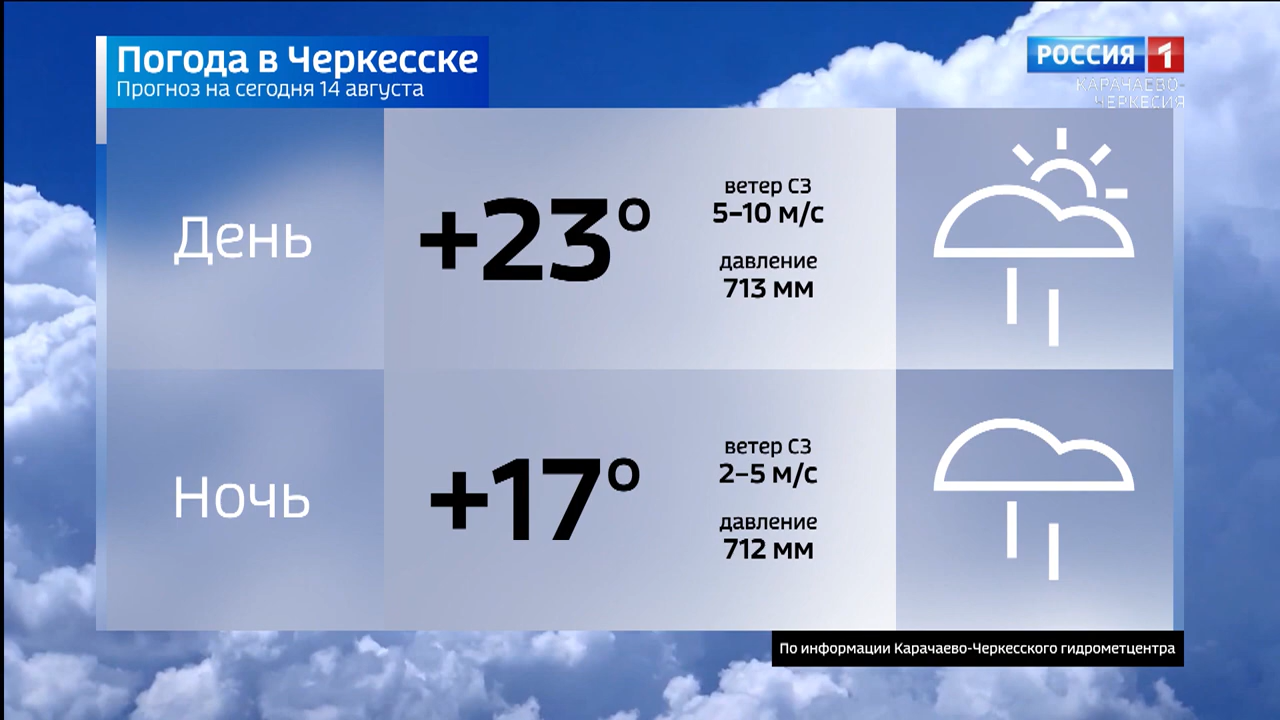 Погода в Черкесске
Прогноз на сегодня 14 августа
РОССИЯ 1
КАРАЧАЕВО-
ЧЕРКЕСИЯ
День
+23°
ветер СЗ
5–10 м/с
давление
713 мм
Ночь
+17°
ветер СЗ
2–5 м/с
давление
712 мм
По информации Карачаево-Черкесского гидрометцентра